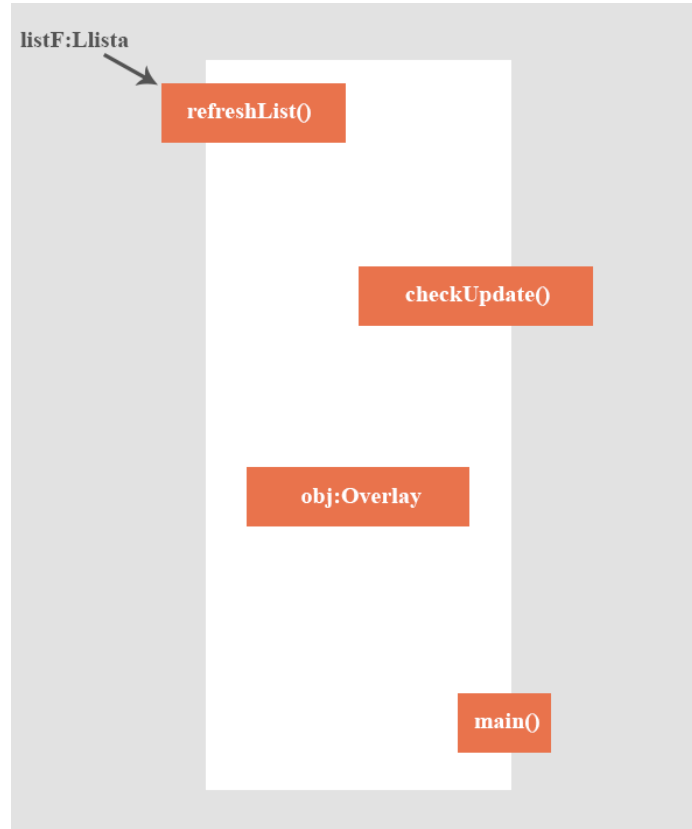 listF:Llista
refreshList()
checkUpdate()
obj:Overlay
main()